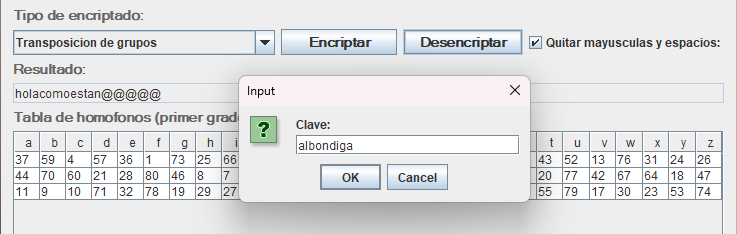 Tipo de encriptado:
Transposicion de grupos Encriptar Desencriptar Quitar mayusculas y espacios:
Resultado:
holacomoestan@@@@@
Input
Clave:
albondiga
OK Cancel
Tabla de homofonos (primer grad
a b c d e f g h i t u v w x y z
37 59 4 57 36 1 73 25 66 43 52 13 76 31 24 26
44 70 60 21 28 80 46 8 7 20 77 42 67 64 18 47
11 9 10 71 32 78 19 29 27 55 79 17 30 23 53 74